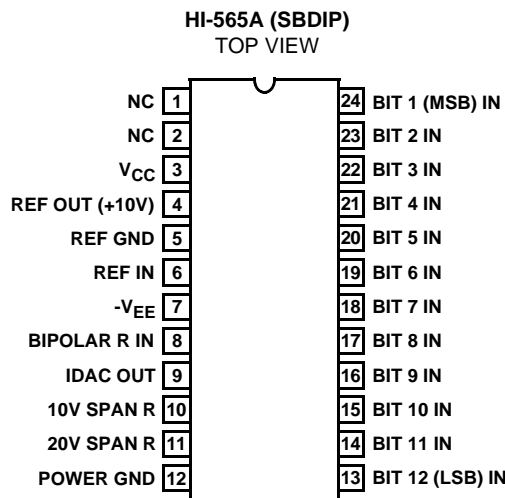 HI-565A (SBDIP)
TOP VIEW
NC 1 24 BIT 1 (MSB) IN
NC 2 23 BIT 2 IN
VCC 3 22 BIT 3 IN
REF OUT (+10V) 4 21 BIT 4 IN
REF GND 5 20 BIT 5 IN
REF IN 6 19 BIT 6 IN
-VEE 7 18 BIT 7 IN
BIPOLAR R IN 8 17 BIT 8 IN
IDAC OUT 9 16 BIT 9 IN
10V SPAN R 10 15 BIT 10 IN
20V SPAN R 11 14 BIT 11 IN
POWER GND 12 13 BIT 12 (LSB) IN